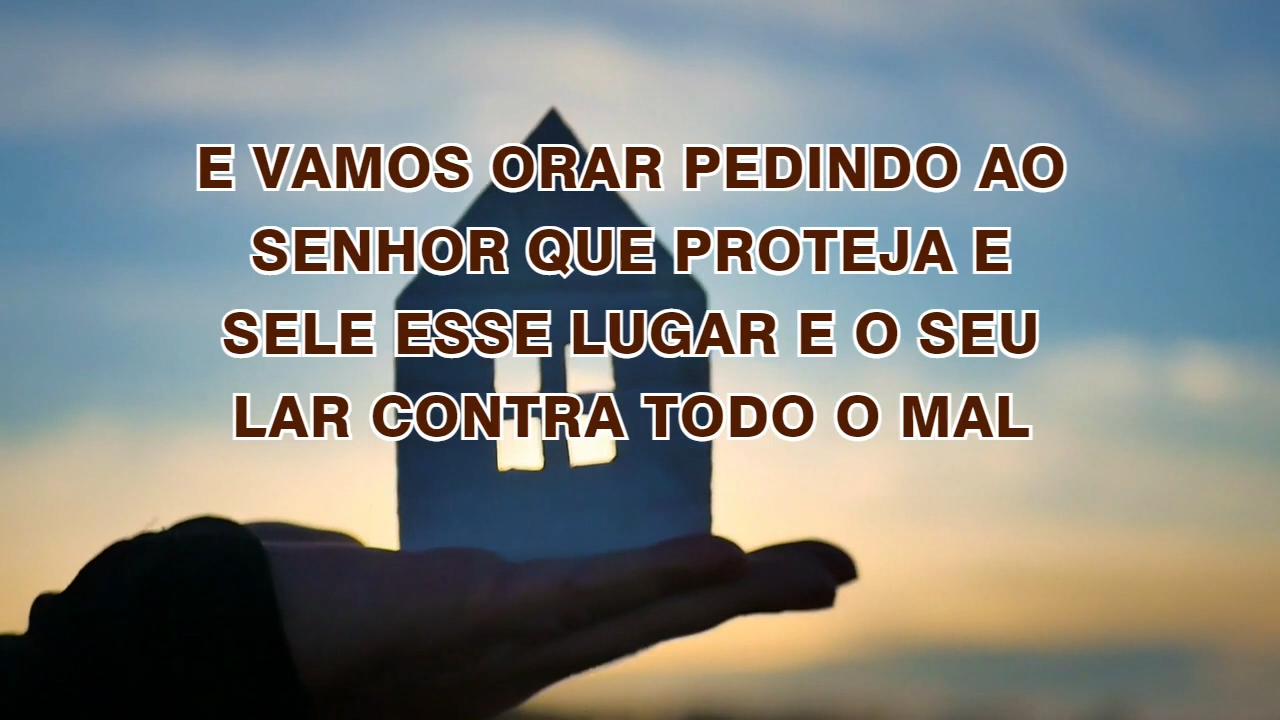 E VAMOS ORAR PEDINDO AO
SENHOR QUE PROTEJA E
SELE ESSE LUGAR E O SEU
LAR CONTRA TODO O MAL